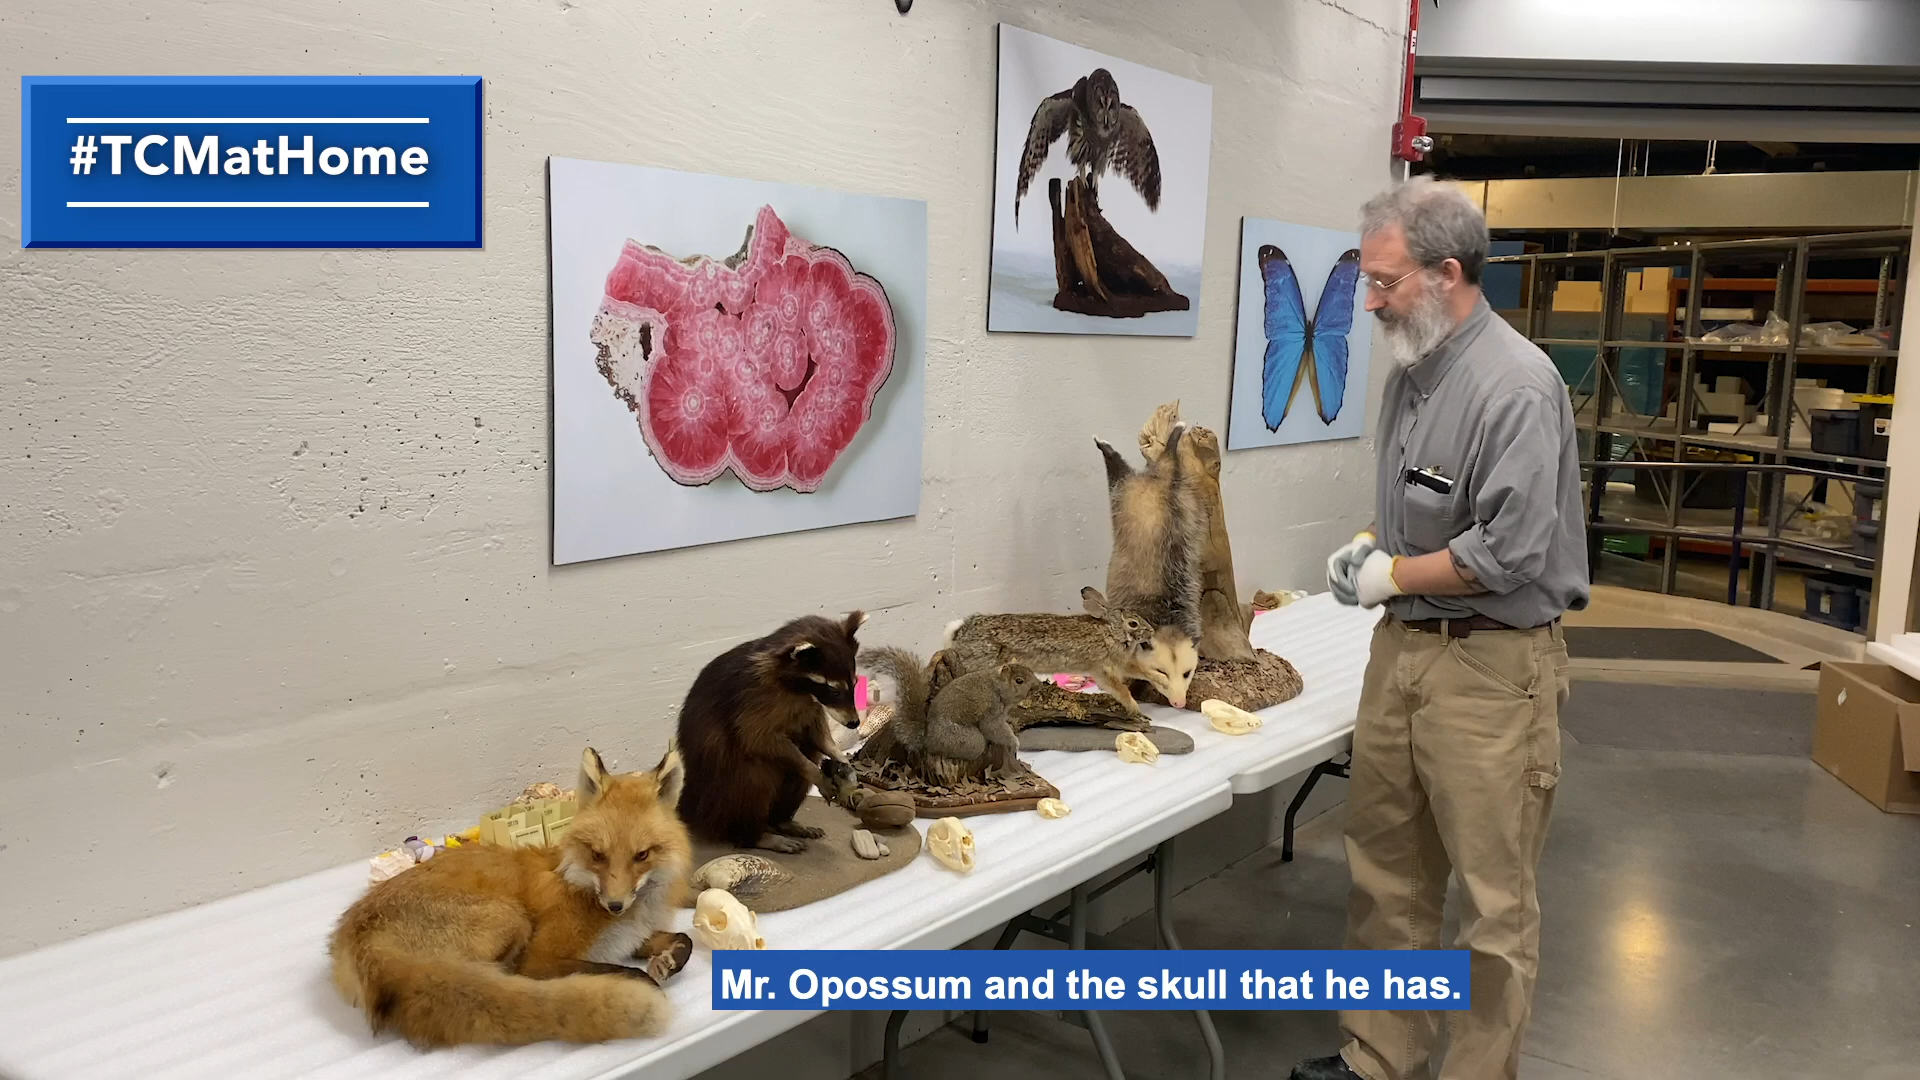 #TCMatHome
Mr. Opossum and the skull that he has.